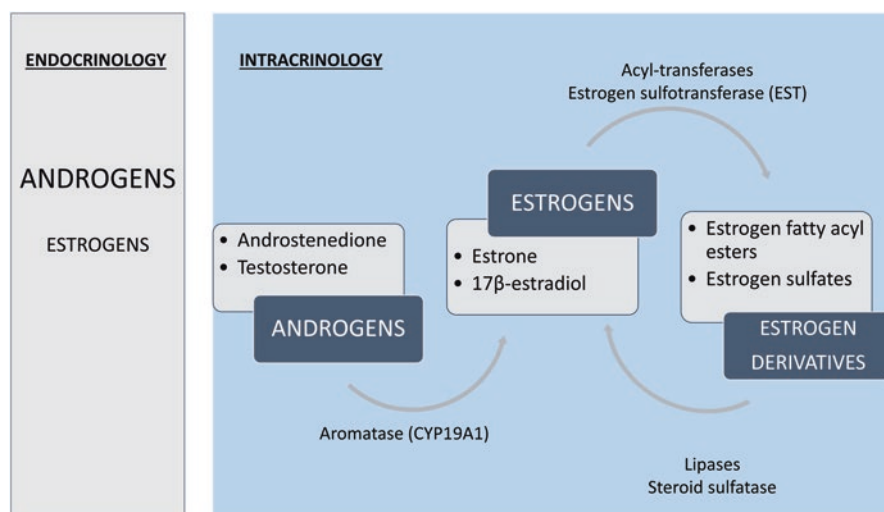 ENDOCRINOLOGY
ANDROGENS
ESTROGENS
INTRACRINOLOGY
Acyl-transferases
Estrogen sulfotransferase (EST)
ESTROGENS
• Androstenedione
• Testosterone
ANDROGENS
• Estrone
• 17β-estradiol
• Estrogen fatty acyl
esters
• Estrogen sulfates
ESTROGEN
DERIVATIVES
Aromatase (CYP19A1)
Lipases
Steroid sulfatase